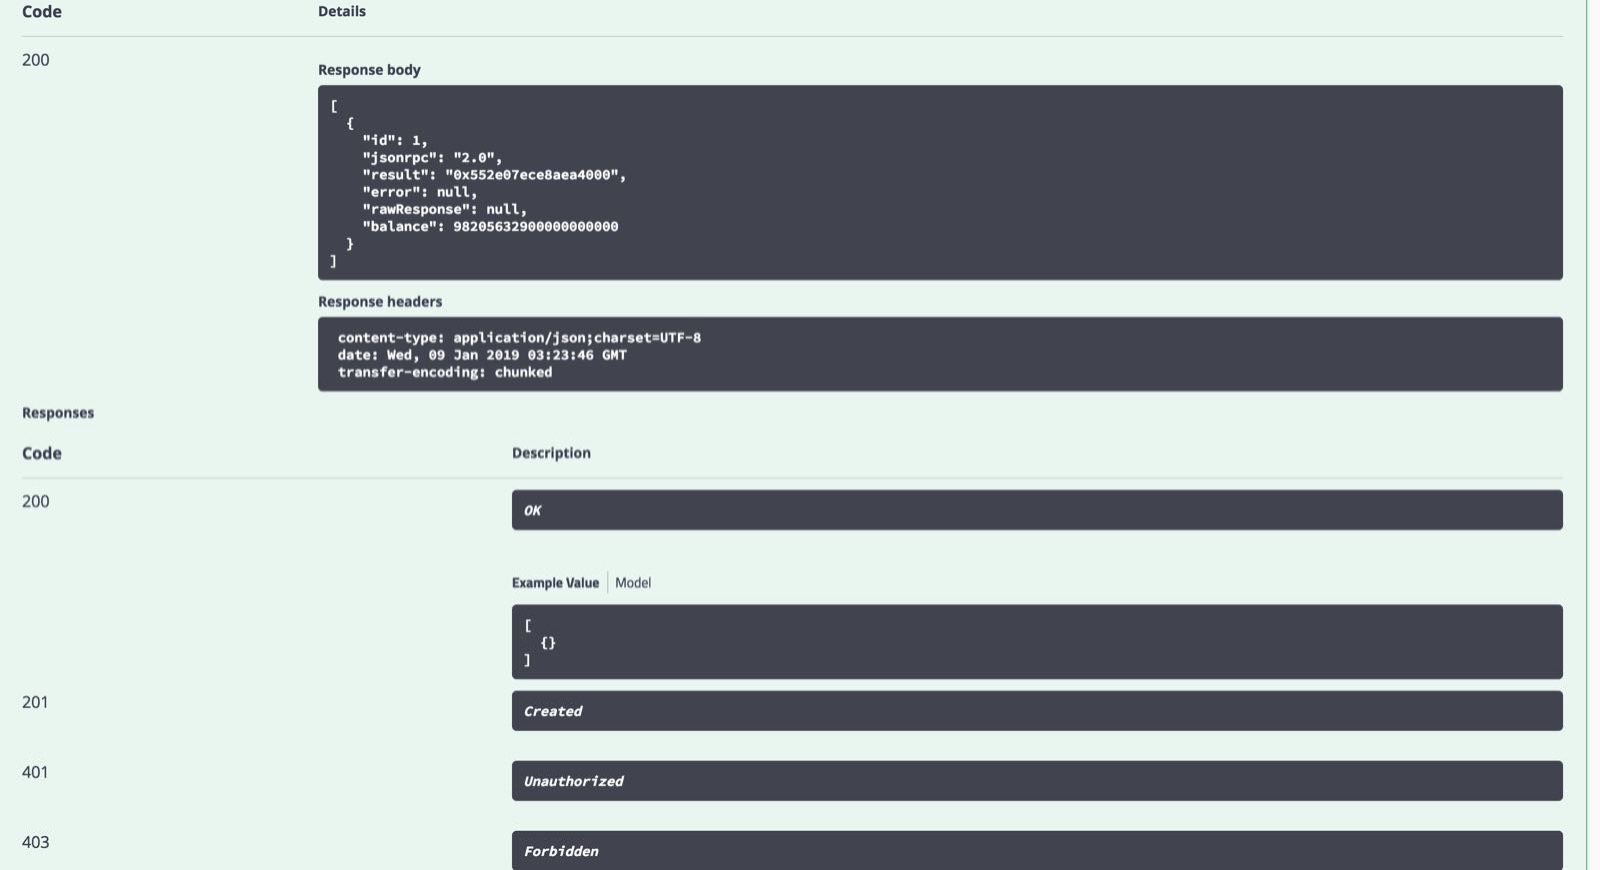 Code Details
200
Response body
[
  {
    "id": 1,
    "jsonrpc": "2.0",
    "result": "0x552e07ece8aea4000",
    "error": null,
    "rawResponse": null,
    "balance": 98205632900000000000
  }
]
Response headers
content-type: application/json;charset=UTF-8
date: Wed, 09 Jan 2019 03:23:46 GMT
transfer-encoding: chunked
Responses
Code Description
200 OK
Example Value Model
[
  {}
]
201 Created
401 Unauthorized
403 Forbidden